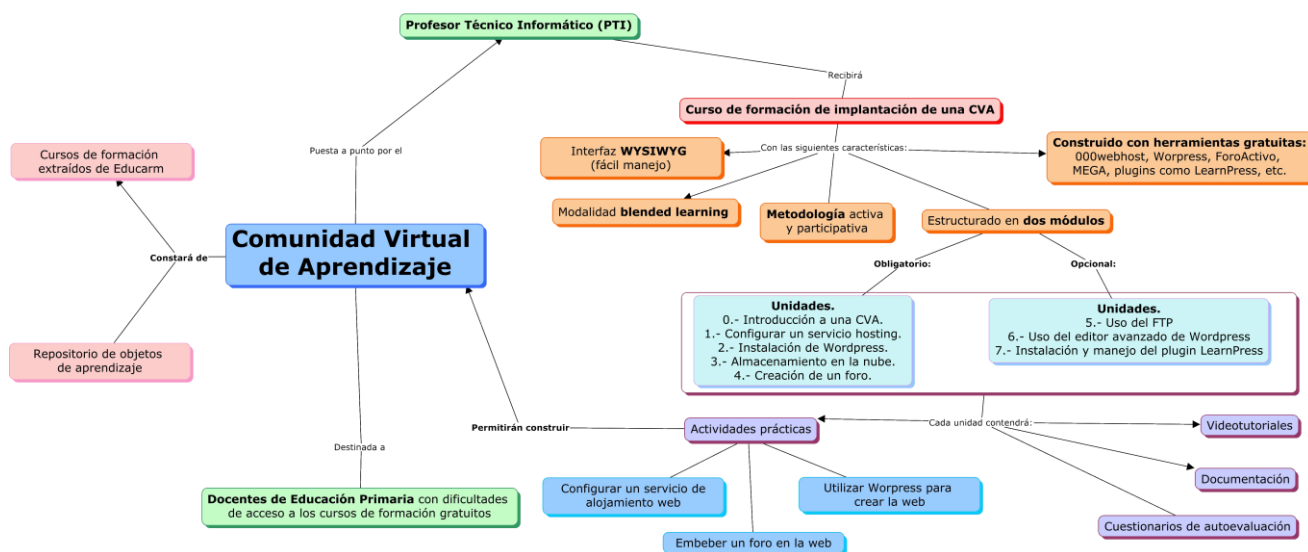 Profesor Técnico Informático (PTI)
Recibirá
Curso de formación de implantación de una CVA
Puesta a punto por el
Con las siguientes características:
Interfaz WYSIWYG
(fácil manejo)
Construido con herramientas gratuitas:
000webhost, Worpress, ForoActivo,
MEGA, plugins como LearnPress, etc.
Modalidad blended learning
Metodología activa
y participativa
Estructurado en dos módulos
Cursos de formación
extraídos de Educarm
Comunidad Virtual
de Aprendizaje
Constará de
Repositorio de objetos
de aprendizaje
Obligatorio:
Opcional:
Unidades.
0.- Introducción a una CVA.
1.- Configurar un servicio hosting.
2.- Instalación de Wordpress.
3.- Almacenamiento en la nube.
4.- Creación de un foro.
Unidades.
5.- Uso del FTP
6.- Uso del editor avanzado de Wordpress
7.- Instalación y manejo del plugin LearnPress
Cada unidad contendrá:
Permitirán construir
Actividades prácticas
Videotutoriales
Documentación
Cuestionarios de autoevaluación
Configurar un servicio de
alojamiento web
Utilizar Worpress para
crear la web
Embeber un foro en la web
Destinada a
Docentes de Educación Primaria con dificultades
de acceso a los cursos de formación gratuitos